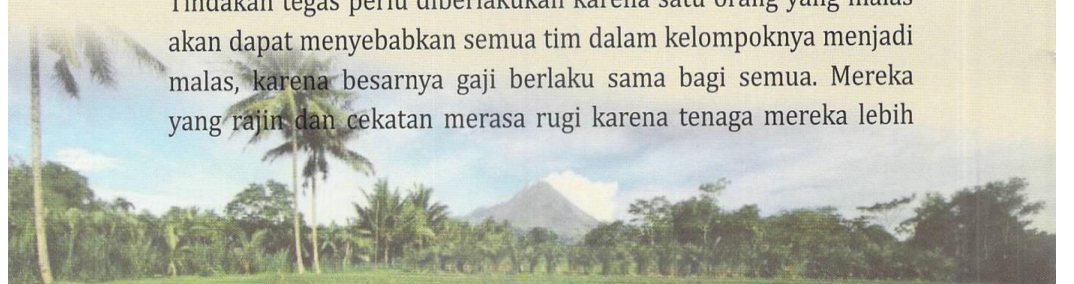 Tindakan tegas perlu diberlakukan karena satu orang yang malas
akan dapat menyebabkan semua tim dalam kelompoknya menjadi
malas, karena besarnya gaji berlaku sama bagi semua. Mereka
yang rajin dan cekatan merasa rugi karena tenaga mereka lebih